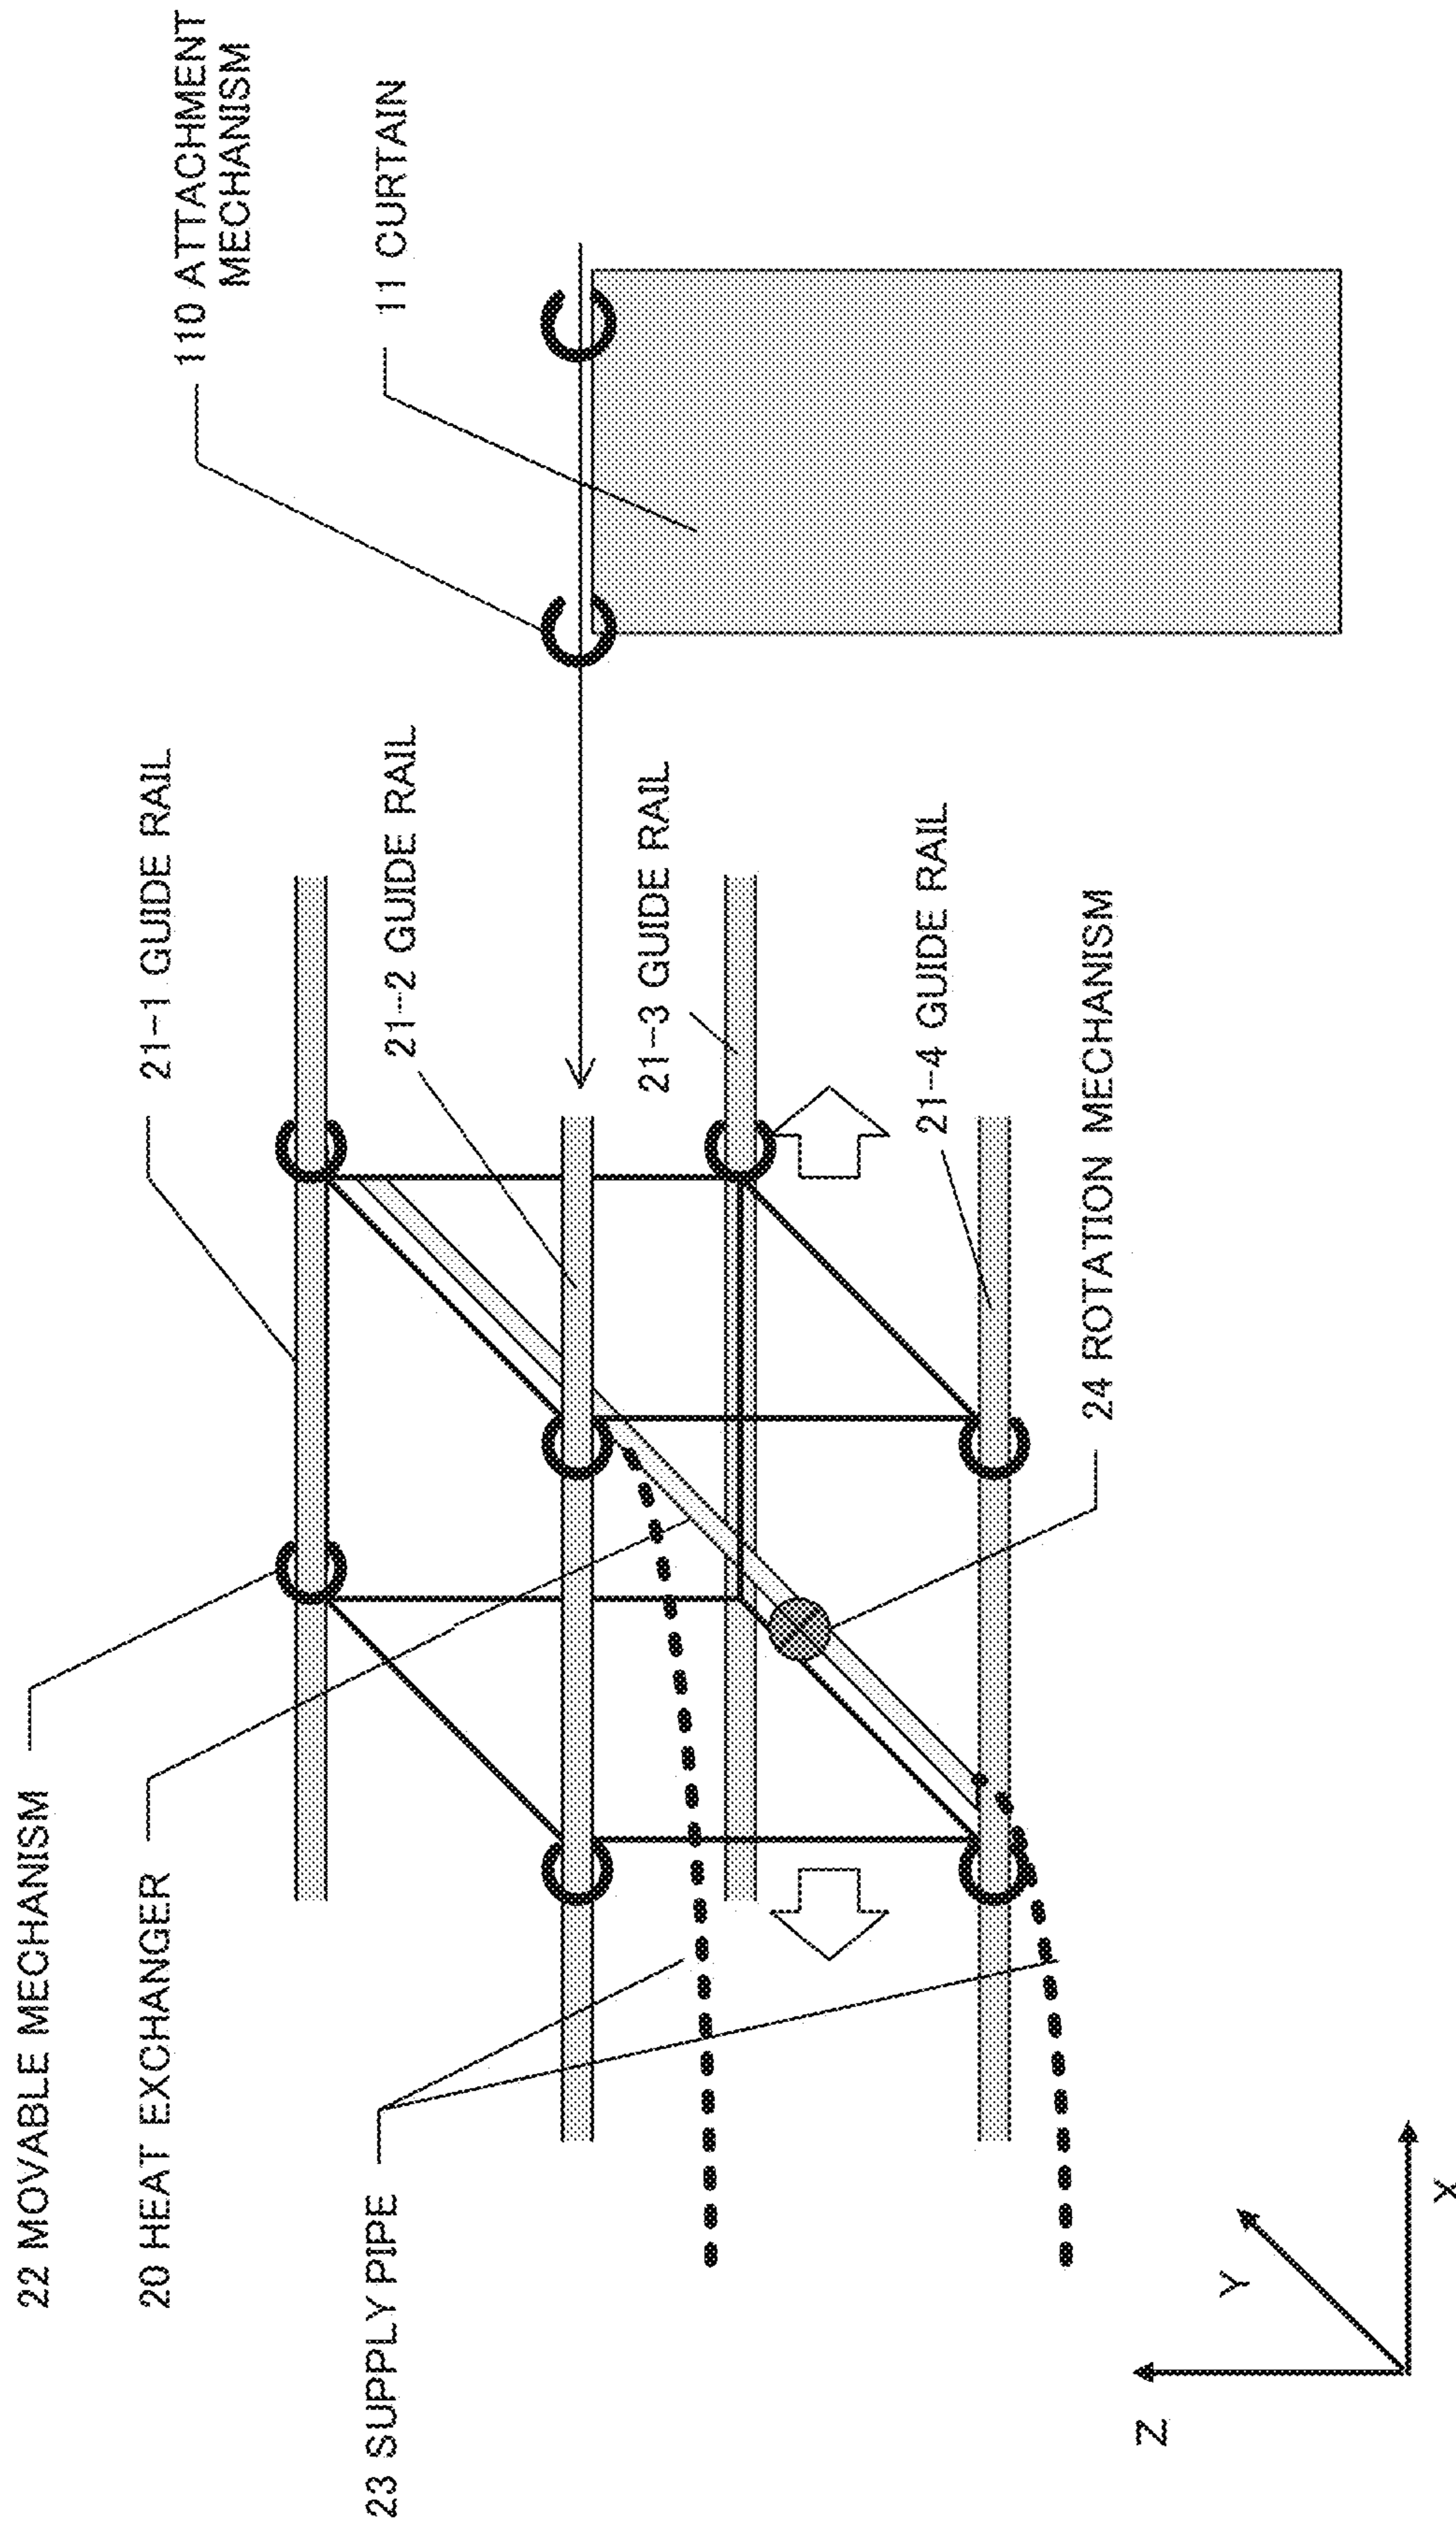 22 MOVABLE MECHANISM
20 HEAT EXCHANGER
23 SUPPLY PIPE
21-1 GUIDE RAIL
21-2 GUIDE RAIL
21-3 GUIDE RAIL
21-4 GUIDE RAIL
24 ROTATION MECHANISM
110 ATTACHMENT
MECHANISM
11 CURTAIN
Z
Y
X